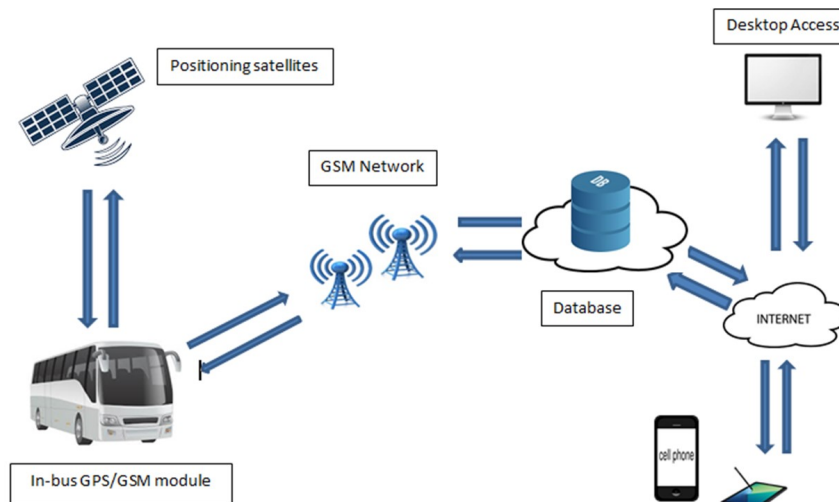 Desktop Access
Positioning satellites
GSM Network
DB
Database
INTERNET
cell phone
In-bus GPS/GSM module